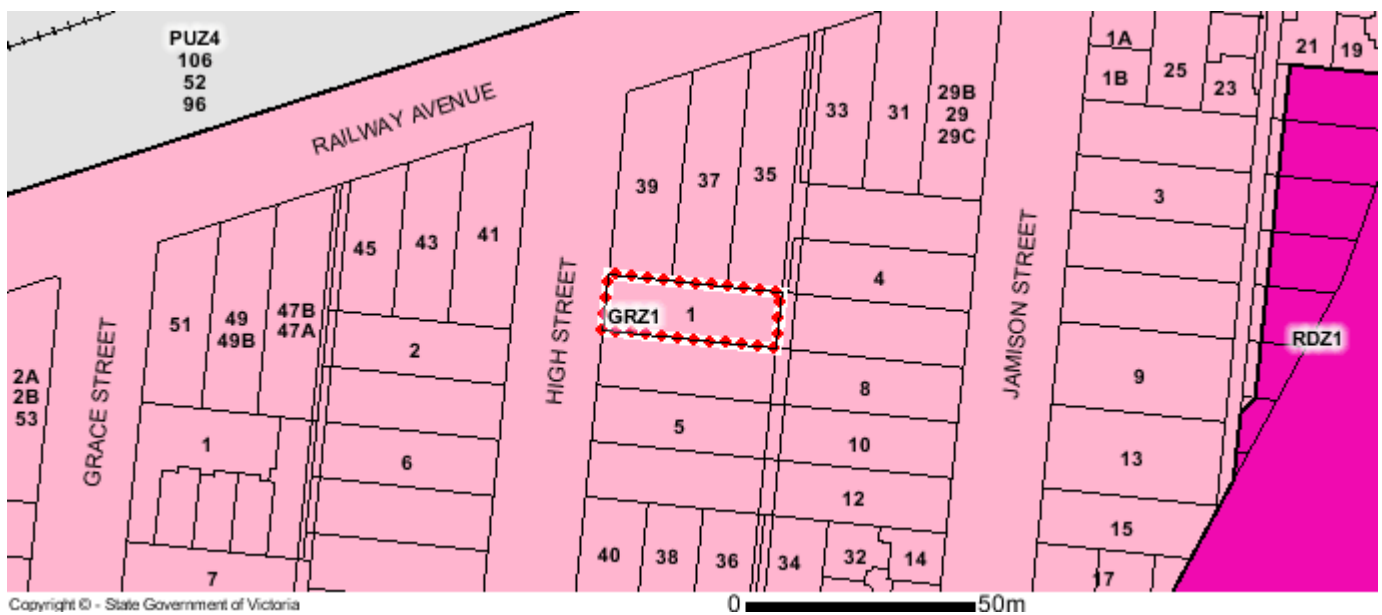 PUZ4
106
52
96
RAILWAY AVENUE
1A
1B
25
23
21
19
33
31
29B
29
29C
39
37
35
3
45
43
41
4
51
49
49B
47B
47A
HIGH STREET
GRZ1
1
JAMISON STREET
RDZ1
2A
2B
53
GRACE STREET
2
8
9
1
6
5
10
13
12
15
7
40
38
36
34
32
14
17
Copyright © - State Government of Victoria
0
50m